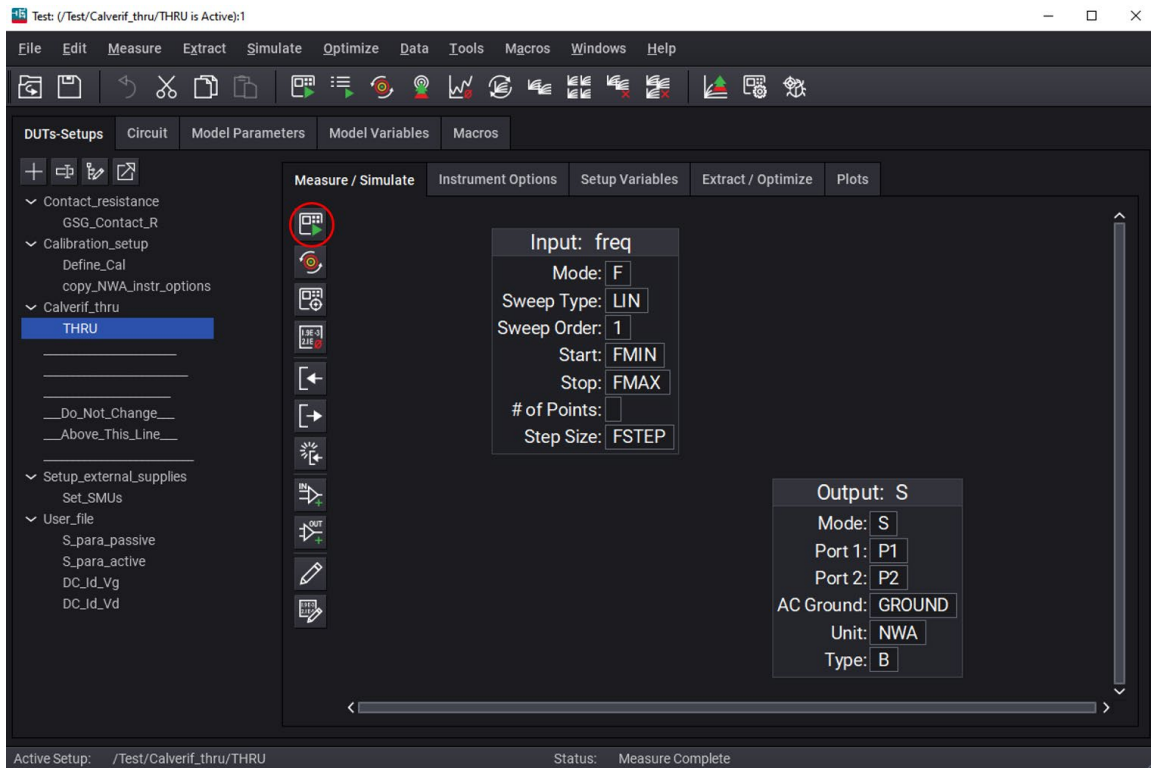 Test: (/Test/Calverif_thru/THRU is Active):1
File Edit Measure Extract Simulate Optimize Data Tools Macros Windows Help
DUTs-Setups Circuit Model Parameters Model Variables Macros
Contact_resistance
GSG_Contact_R
Calibration_setup
Define_Cal
copy_NWA_instr_options
Calverif_thru
THRU
__Do_Not_Change__
__Above_This_Line__
Setup_external_supplies
Set_SMUs
User_file
S_para_passive
S_para_active
DC_Id_Vg
DC_Id_Vd
Measure / Simulate Instrument Options Setup Variables Extract / Optimize Plots
IN
OUT
Input: freq
Mode: F
Sweep Type: LIN
Sweep Order: 1
Start: FMIN
Stop: FMAX
# of Points:
Step Size: FSTEP
Output: S
Mode: S
Port 1: P1
Port 2: P2
AC Ground: GROUND
Unit: NWA
Type: B
Active Setup: /Test/Calverif_thru/THRU Status: Measure Complete